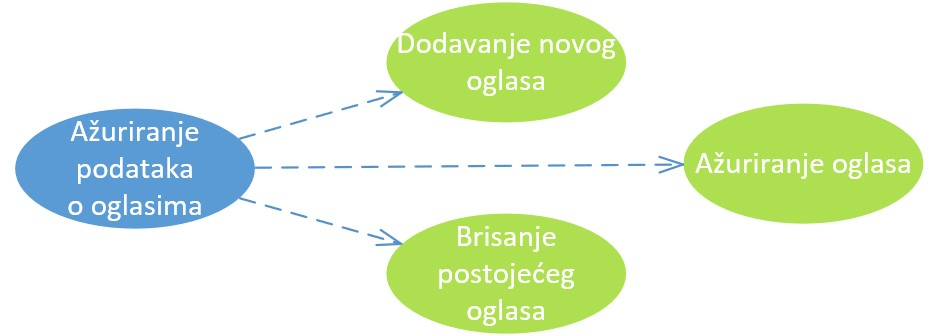 Dodavanje novog
oglasa
Ažuriranje
podataka
o oglasima
Ažuriranje oglasa
Brisanje
postojećeg
oglasa